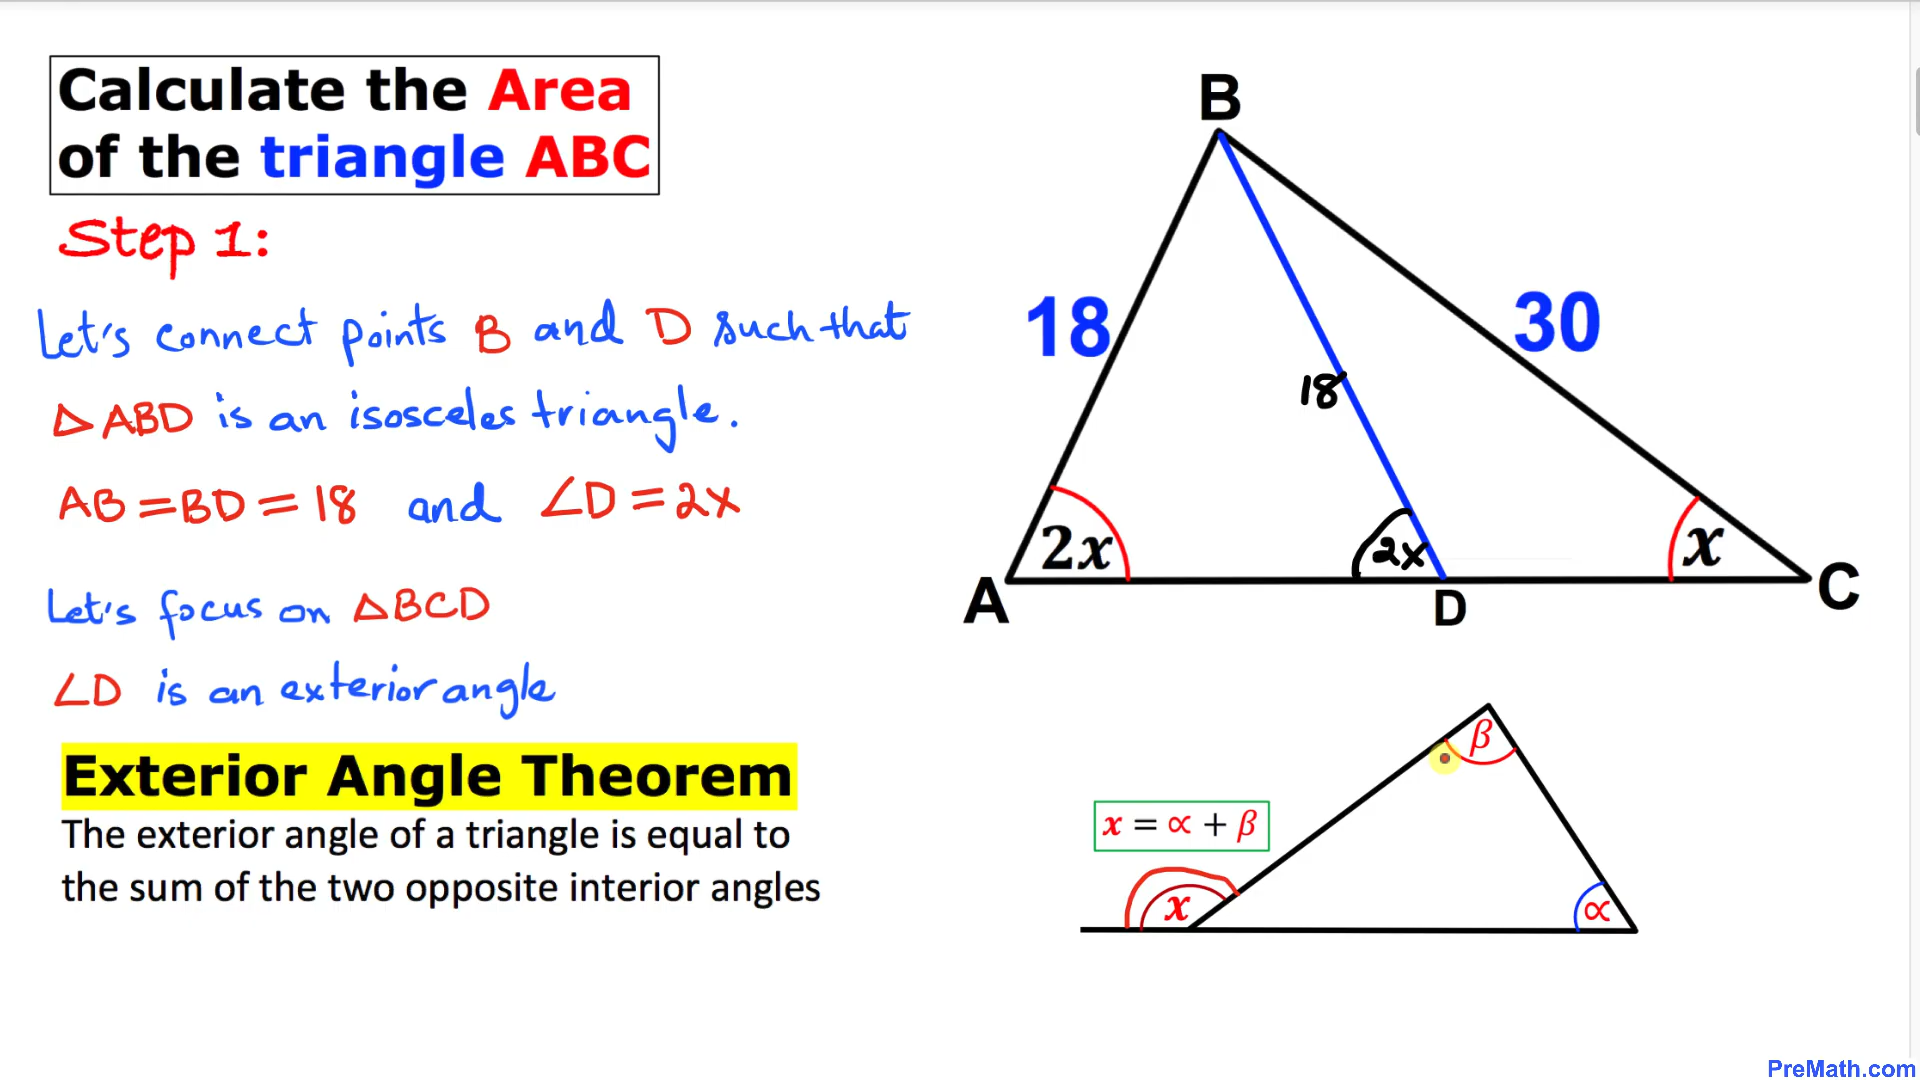 Calculate the Area
of the triangle ABC
Step 1:
Let's connect points B and D such that
△ABD is an isosceles triangle.
AB=BD=18 and ∠D=2x
Let's focus on △BCD
∠D is an exterior angle
Exterior Angle Theorem
The exterior angle of a triangle is equal to
the sum of the two opposite interior angles
B
18
30
18
2x
2x
x
A
D
C
β
x = ∝ + β
x
∝
PreMath.com